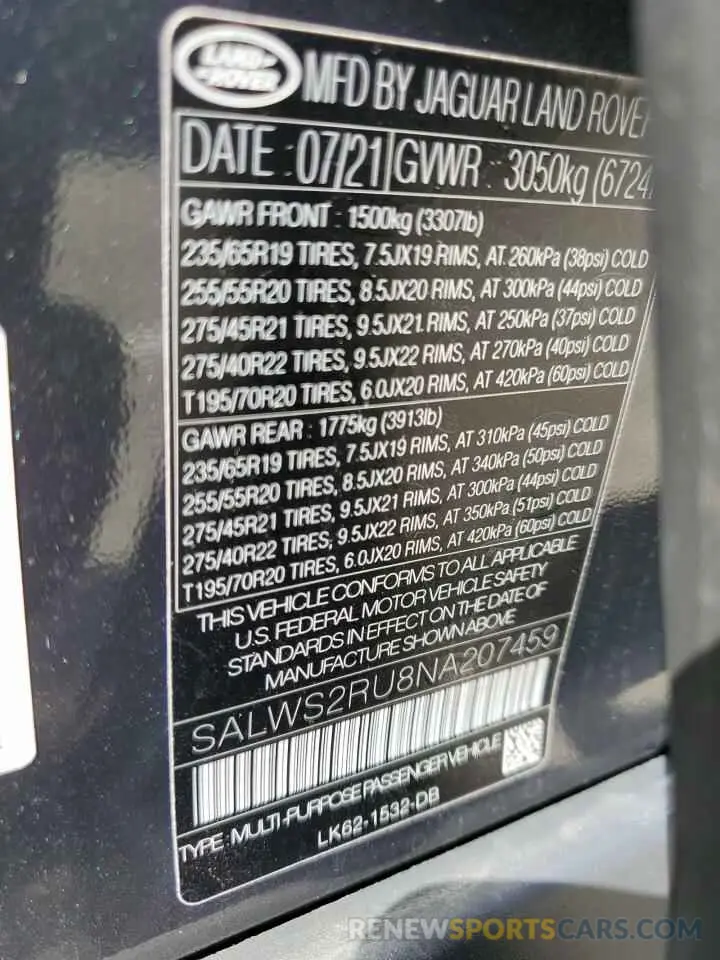 LAND ROVER
MFD BY JAGUAR LAND ROVER
DATE : 07/21 GVWR : 3050kg (6724
GAWR FRONT : 1500kg (3307lb)
235/65R19 TIRES, 7.5JX19 RIMS, AT 260kPa (38psi) COLD
255/55R20 TIRES, 8.5JX20 RIMS, AT 300kPa (44psi) COLD
275/45R21 TIRES, 9.5JX21 RIMS, AT 250kPa (37psi) COLD
275/40R22 TIRES, 9.5JX22 RIMS, AT 270kPa (40psi) COLD
T195/70R20 TIRES, 6.0JX20 RIMS, AT 420kPa (60psi) COLD
GAWR REAR : 1775kg (3913lb)
235/65R19 TIRES, 7.5JX19 RIMS, AT 310kPa (45psi) COLD
255/55R20 TIRES, 8.5JX20 RIMS, AT 340kPa (50psi) COLD
275/45R21 TIRES, 9.5JX21 RIMS, AT 300kPa (44psi) COLD
275/40R22 TIRES, 9.5JX22 RIMS, AT 350kPa (51psi) COLD
T195/70R20 TIRES, 6.0JX20 RIMS, AT 420kPa (60psi) COLD
THIS VEHICLE CONFORMS TO ALL APPLICABLE
U.S. FEDERAL MOTOR VEHICLE SAFETY
STANDARDS IN EFFECT ON THE DATE OF
MANUFACTURE SHOWN ABOVE
SALWS2RU8NA207459
TYPE : MULTI-PURPOSE PASSENGER VEHICLE
LK62-1532-DB
RENEWSPORTSCARS.COM